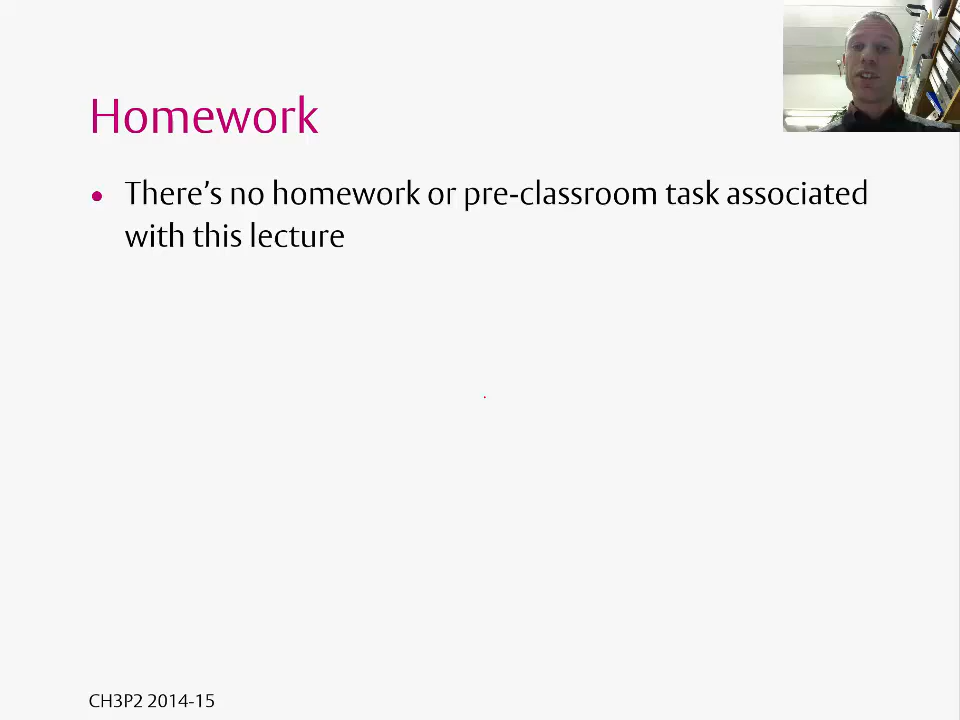 Homework
• There’s no homework or pre-classroom task associated
with this lecture
CH3P2 2014-15